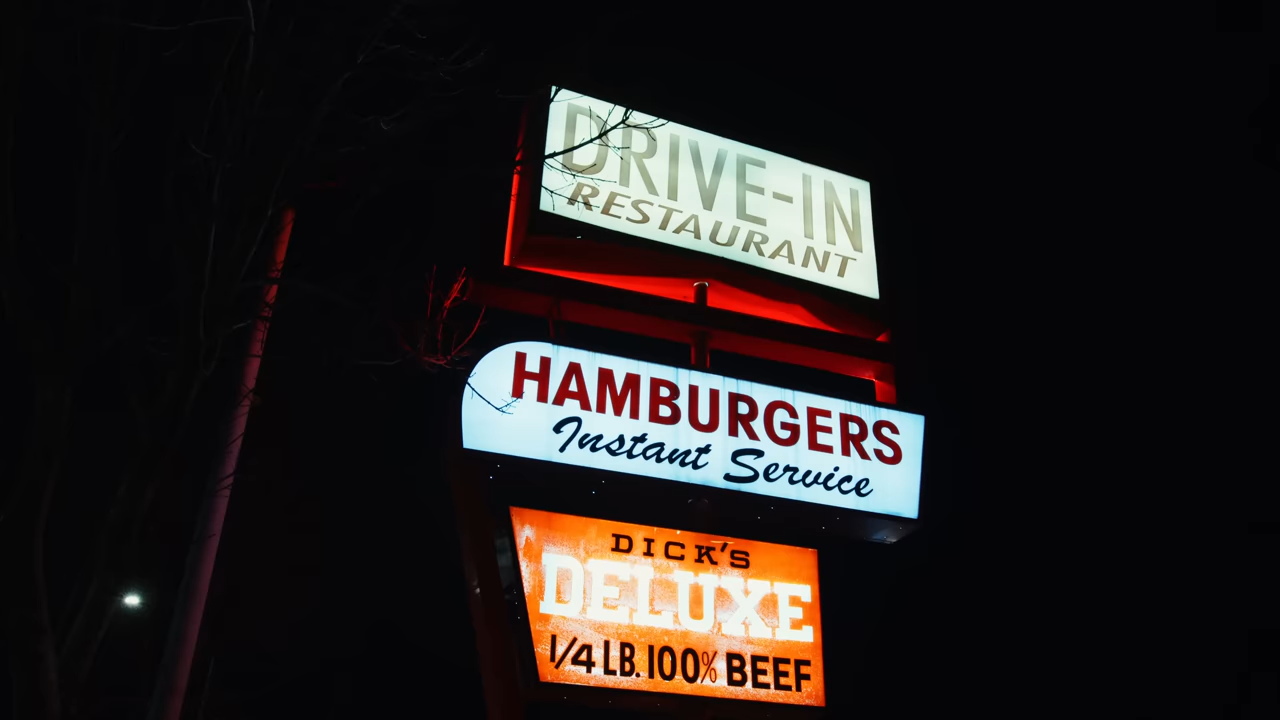 DRIVE-IN
RESTAURANT
HAMBURGERS
Instant Service
DICK'S
DELUXE
1/4 LB. 100% BEEF